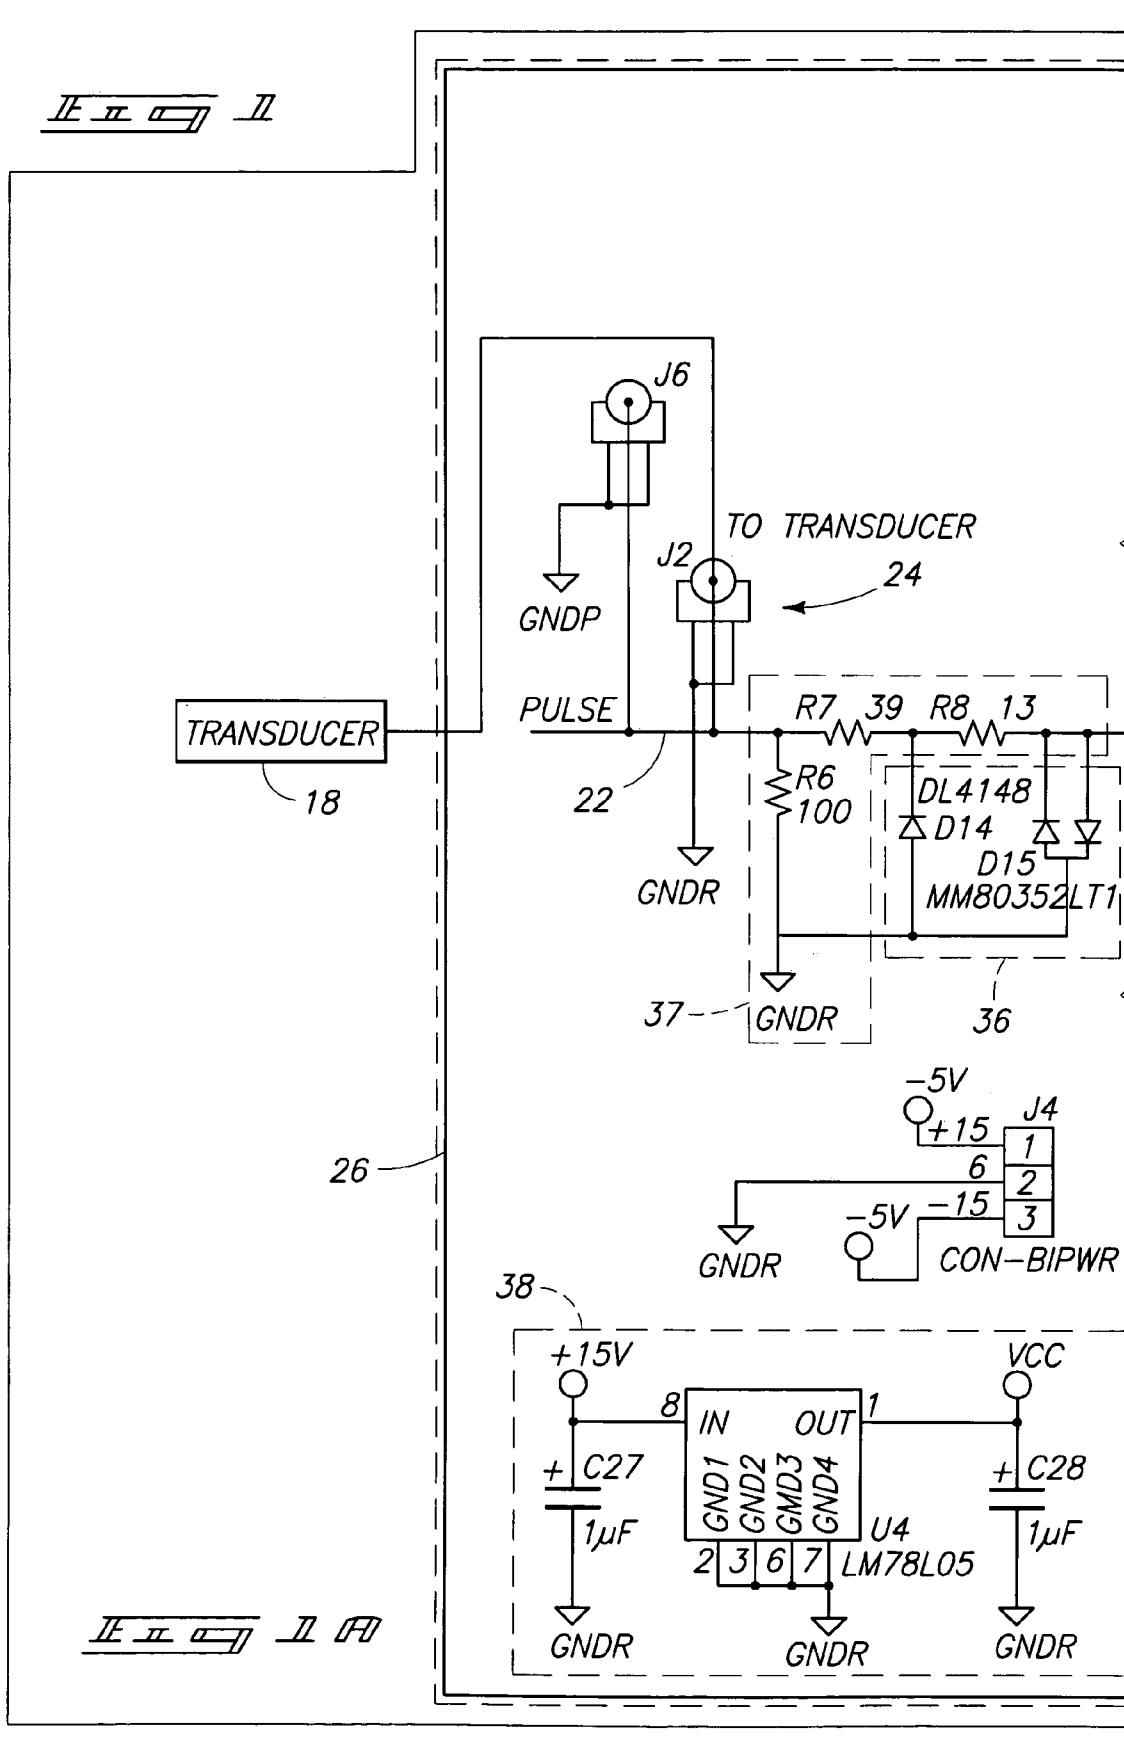 Fig 1
J6
TO TRANSDUCER
J2
24
GNDP
PULSE
R7 39 R8 13
TRANSDUCER
22
R6
100
DL4148
D14
18
D15
MM80352LT1
GNDR
37
GNDR
36
-5V
J4
+15
1
26
6
2
-5V
-15
3
GNDR
CON-BIPWR
38
+15V
VCC
8
IN
OUT
1
+ C27
GND1
GND2
GMD3
GND4
+ C28
1µF
U4
1µF
2 3 6 7
LM78L05
GNDR
GNDR
GNDR
Fig 1A